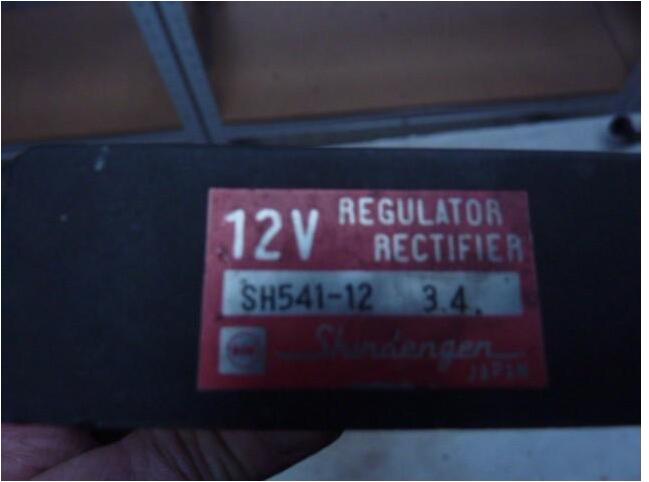 12V REGULATOR
RECTIFIER
SH541-12 3.4.
Shindengen
JAPAN